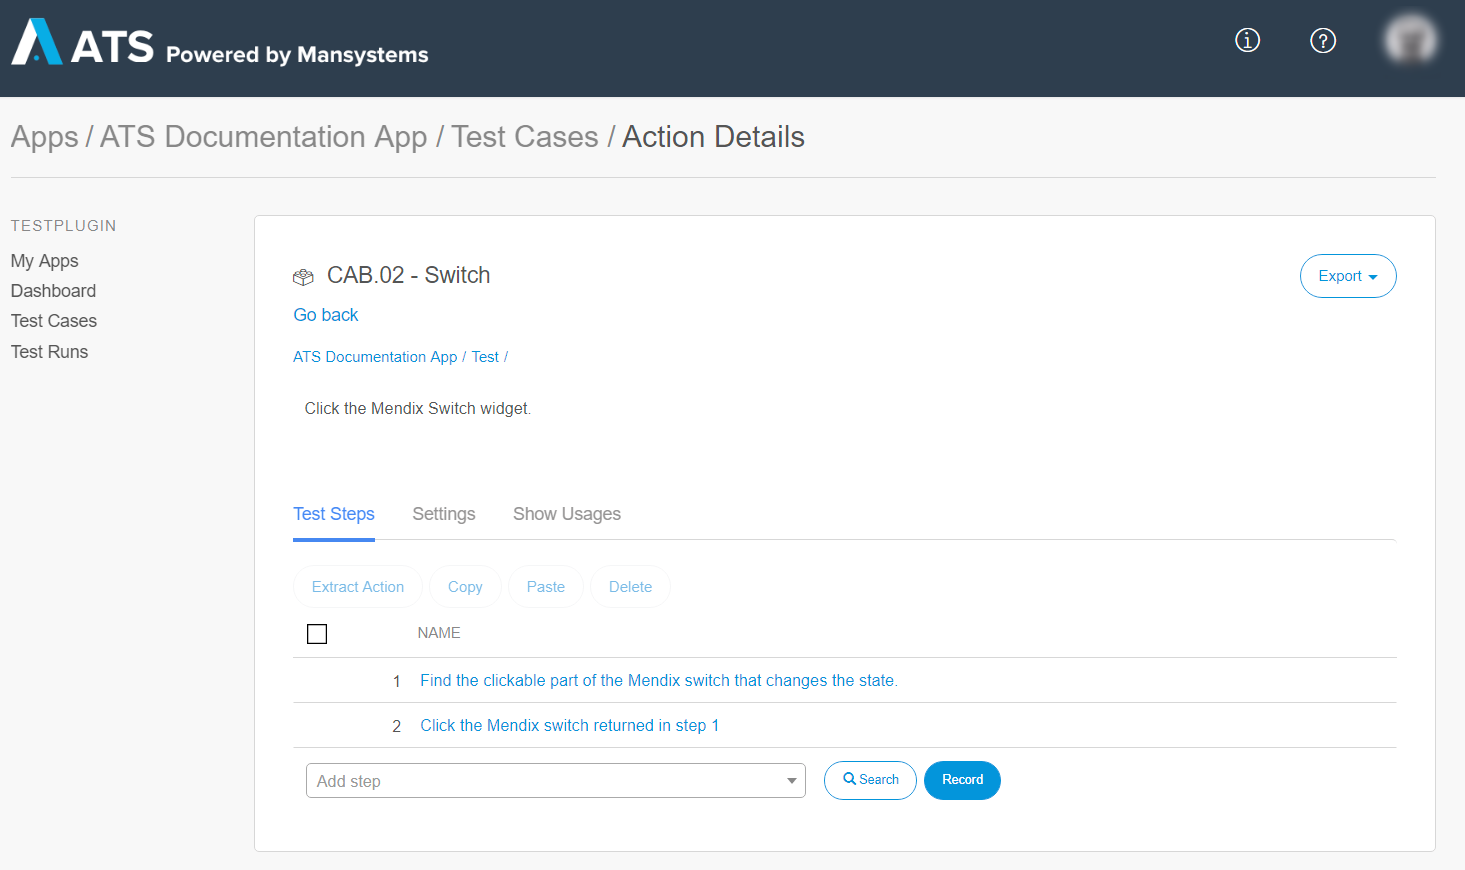 ATS Powered by Mansystems
Apps / ATS Documentation App / Test Cases / Action Details
TESTPLUGIN
My Apps
Dashboard
Test Cases
Test Runs
CAB.02 - Switch
Export
Go back
ATS Documentation App / Test /
Click the Mendix Switch widget.
Test Steps Settings Show Usages
Extract Action Copy Paste Delete
NAME
1 Find the clickable part of the Mendix switch that changes the state.
2 Click the Mendix switch returned in step 1
Add step Search Record